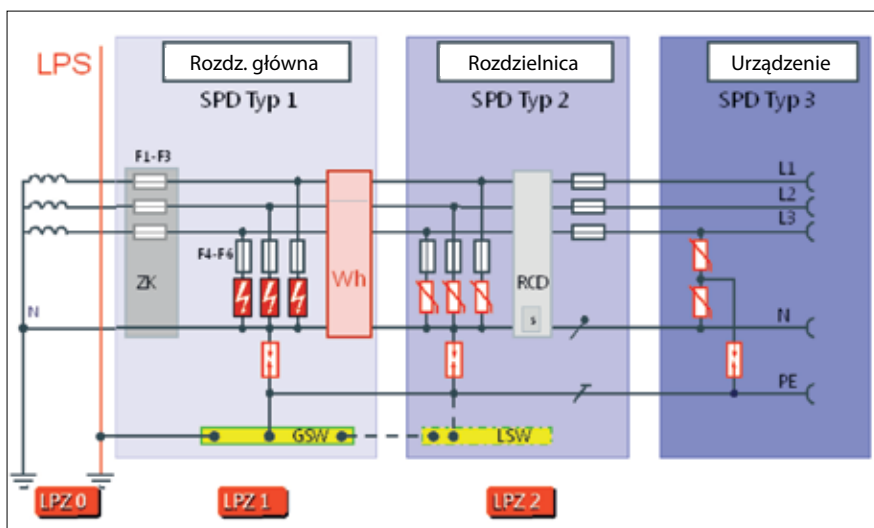 LPS
Rozdz. główna
Rozdzielnica
Urządzenie
SPD Typ 1
SPD Typ 2
SPD Typ 3
F1-F3
L1
L2
L3
F4-F6
ZK
Wh
RCD
s
N
N
PE
GSW
LSW
LPZ 0
LPZ 1
LPZ 2